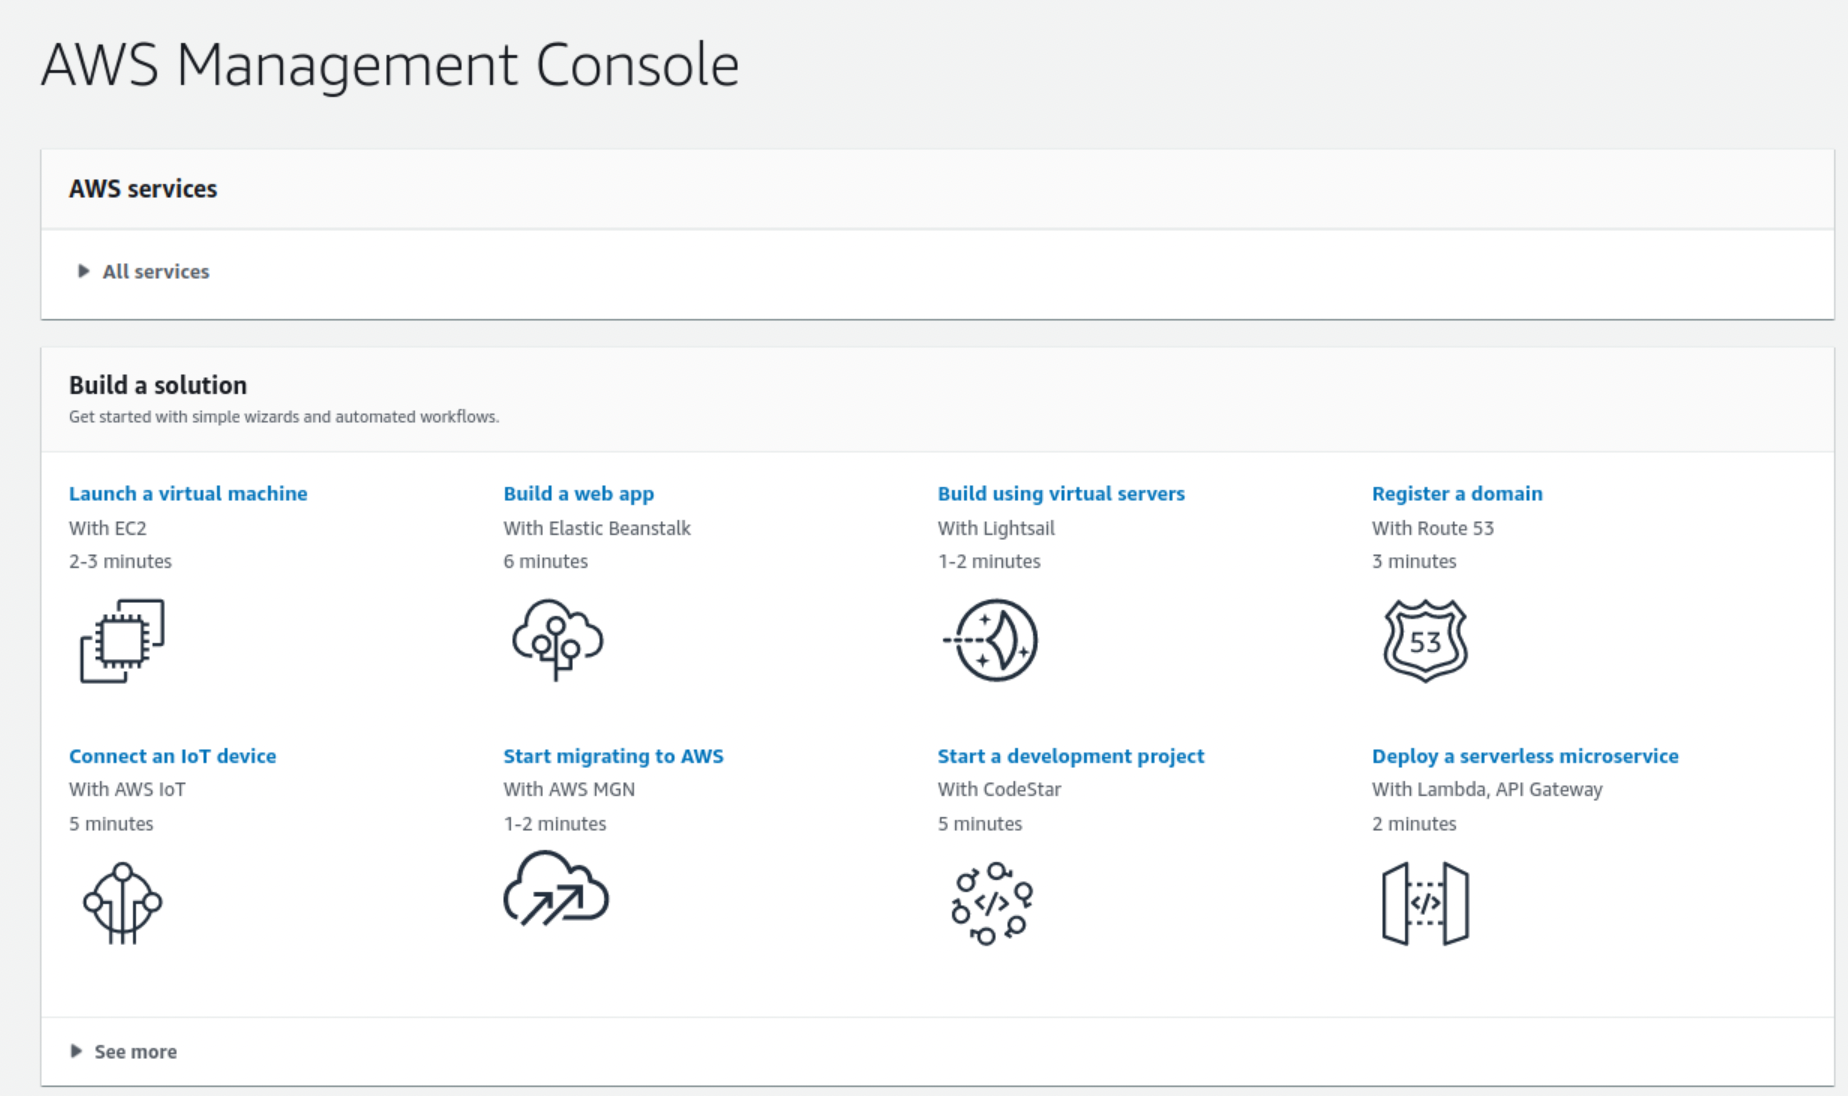 AWS Management Console
AWS services
All services
Build a solution
Get started with simple wizards and automated workflows.
Launch a virtual machine
With EC2
2-3 minutes
Build a web app
With Elastic Beanstalk
6 minutes
Build using virtual servers
With Lightsail
1-2 minutes
Register a domain
With Route 53
3 minutes
53
Connect an IoT device
With AWS IoT
5 minutes
Start migrating to AWS
With AWS MGN
1-2 minutes
Start a development project
With CodeStar
5 minutes
</>
Deploy a serverless microservice
With Lambda, API Gateway
2 minutes
</>
See more